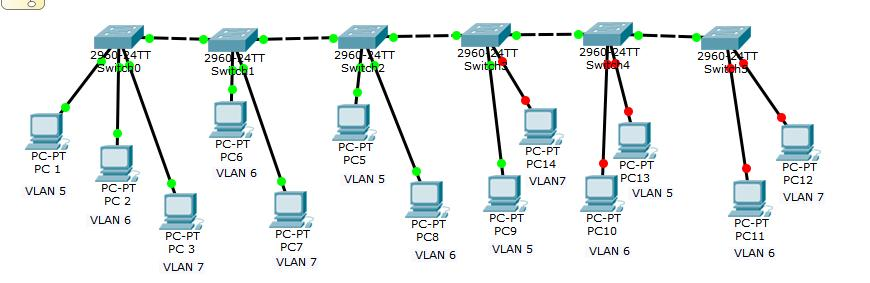 2960-24TT
Switch0
2960-24TT
Switch1
2960-24TT
Switch2
2960-24TT
Switch3
2960-24TT
Switch4
2960-24TT
Switch5
PC-PT
PC 1
VLAN 5
PC-PT
PC 2
VLAN 6
PC-PT
PC 3
VLAN 7
PC-PT
PC6
VLAN 6
PC-PT
PC7
VLAN 7
PC-PT
PC5
VLAN 5
PC-PT
PC8
VLAN 6
PC-PT
PC14
VLAN7
PC-PT
PC9
VLAN 5
PC-PT
PC13
VLAN 5
PC-PT
PC10
VLAN 6
PC-PT
PC12
VLAN 7
PC-PT
PC11
VLAN 6